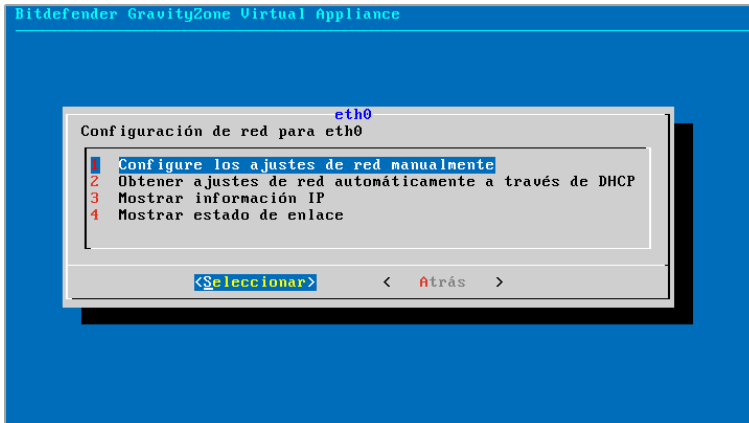 Bitdefender GravityZone Virtual Appliance
eth0
Configuración de red para eth0
1 Configure los ajustes de red manualmente
2 Obtener ajustes de red automáticamente a través de DHCP
3 Mostrar información IP
4 Mostrar estado de enlace
<Seleccionar> < Atrás >